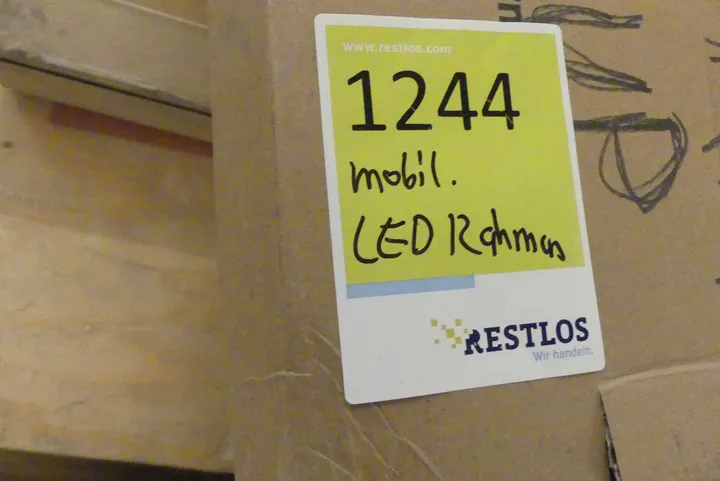 www.restlos.com
1244
mobil.
LED Rahmen
RESTLOS
Wir handeln.